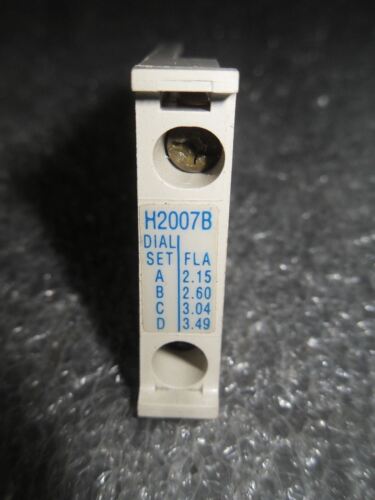 H2007B
DIAL
SET FLA
A 2.15
B 2.60
C 3.04
D 3.49